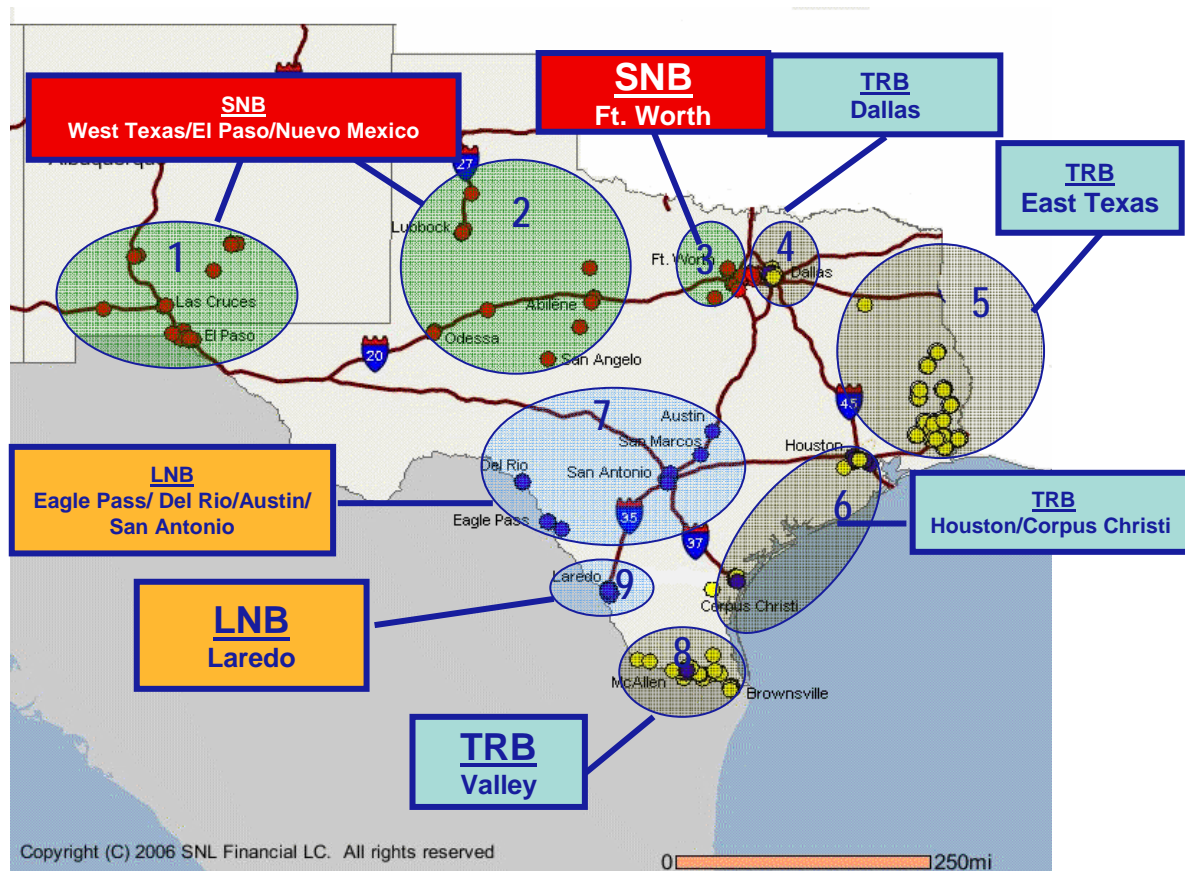 SNB
West Texas/El Paso/Nuevo Mexico
SNB
Ft. Worth
TRB
Dallas
TRB
East Texas
Albuquerque
27
1
2
3
4
5
Lubbock
Ft. Worth
Dallas
Las Cruces
El Paso
Abilene
Odessa
San Angelo
20
45
7
Austin
San Marcos
San Antonio
Houston
Del Rio
Eagle Pass
35
37
6
LNB
Eagle Pass/ Del Rio/Austin/
San Antonio
TRB
Houston/Corpus Christi
Laredo
9
Corpus Christi
LNB
Laredo
8
McAllen
Brownsville
TRB
Valley
Copyright (C) 2006 SNL Financial LC. All rights reserved
0
250mi